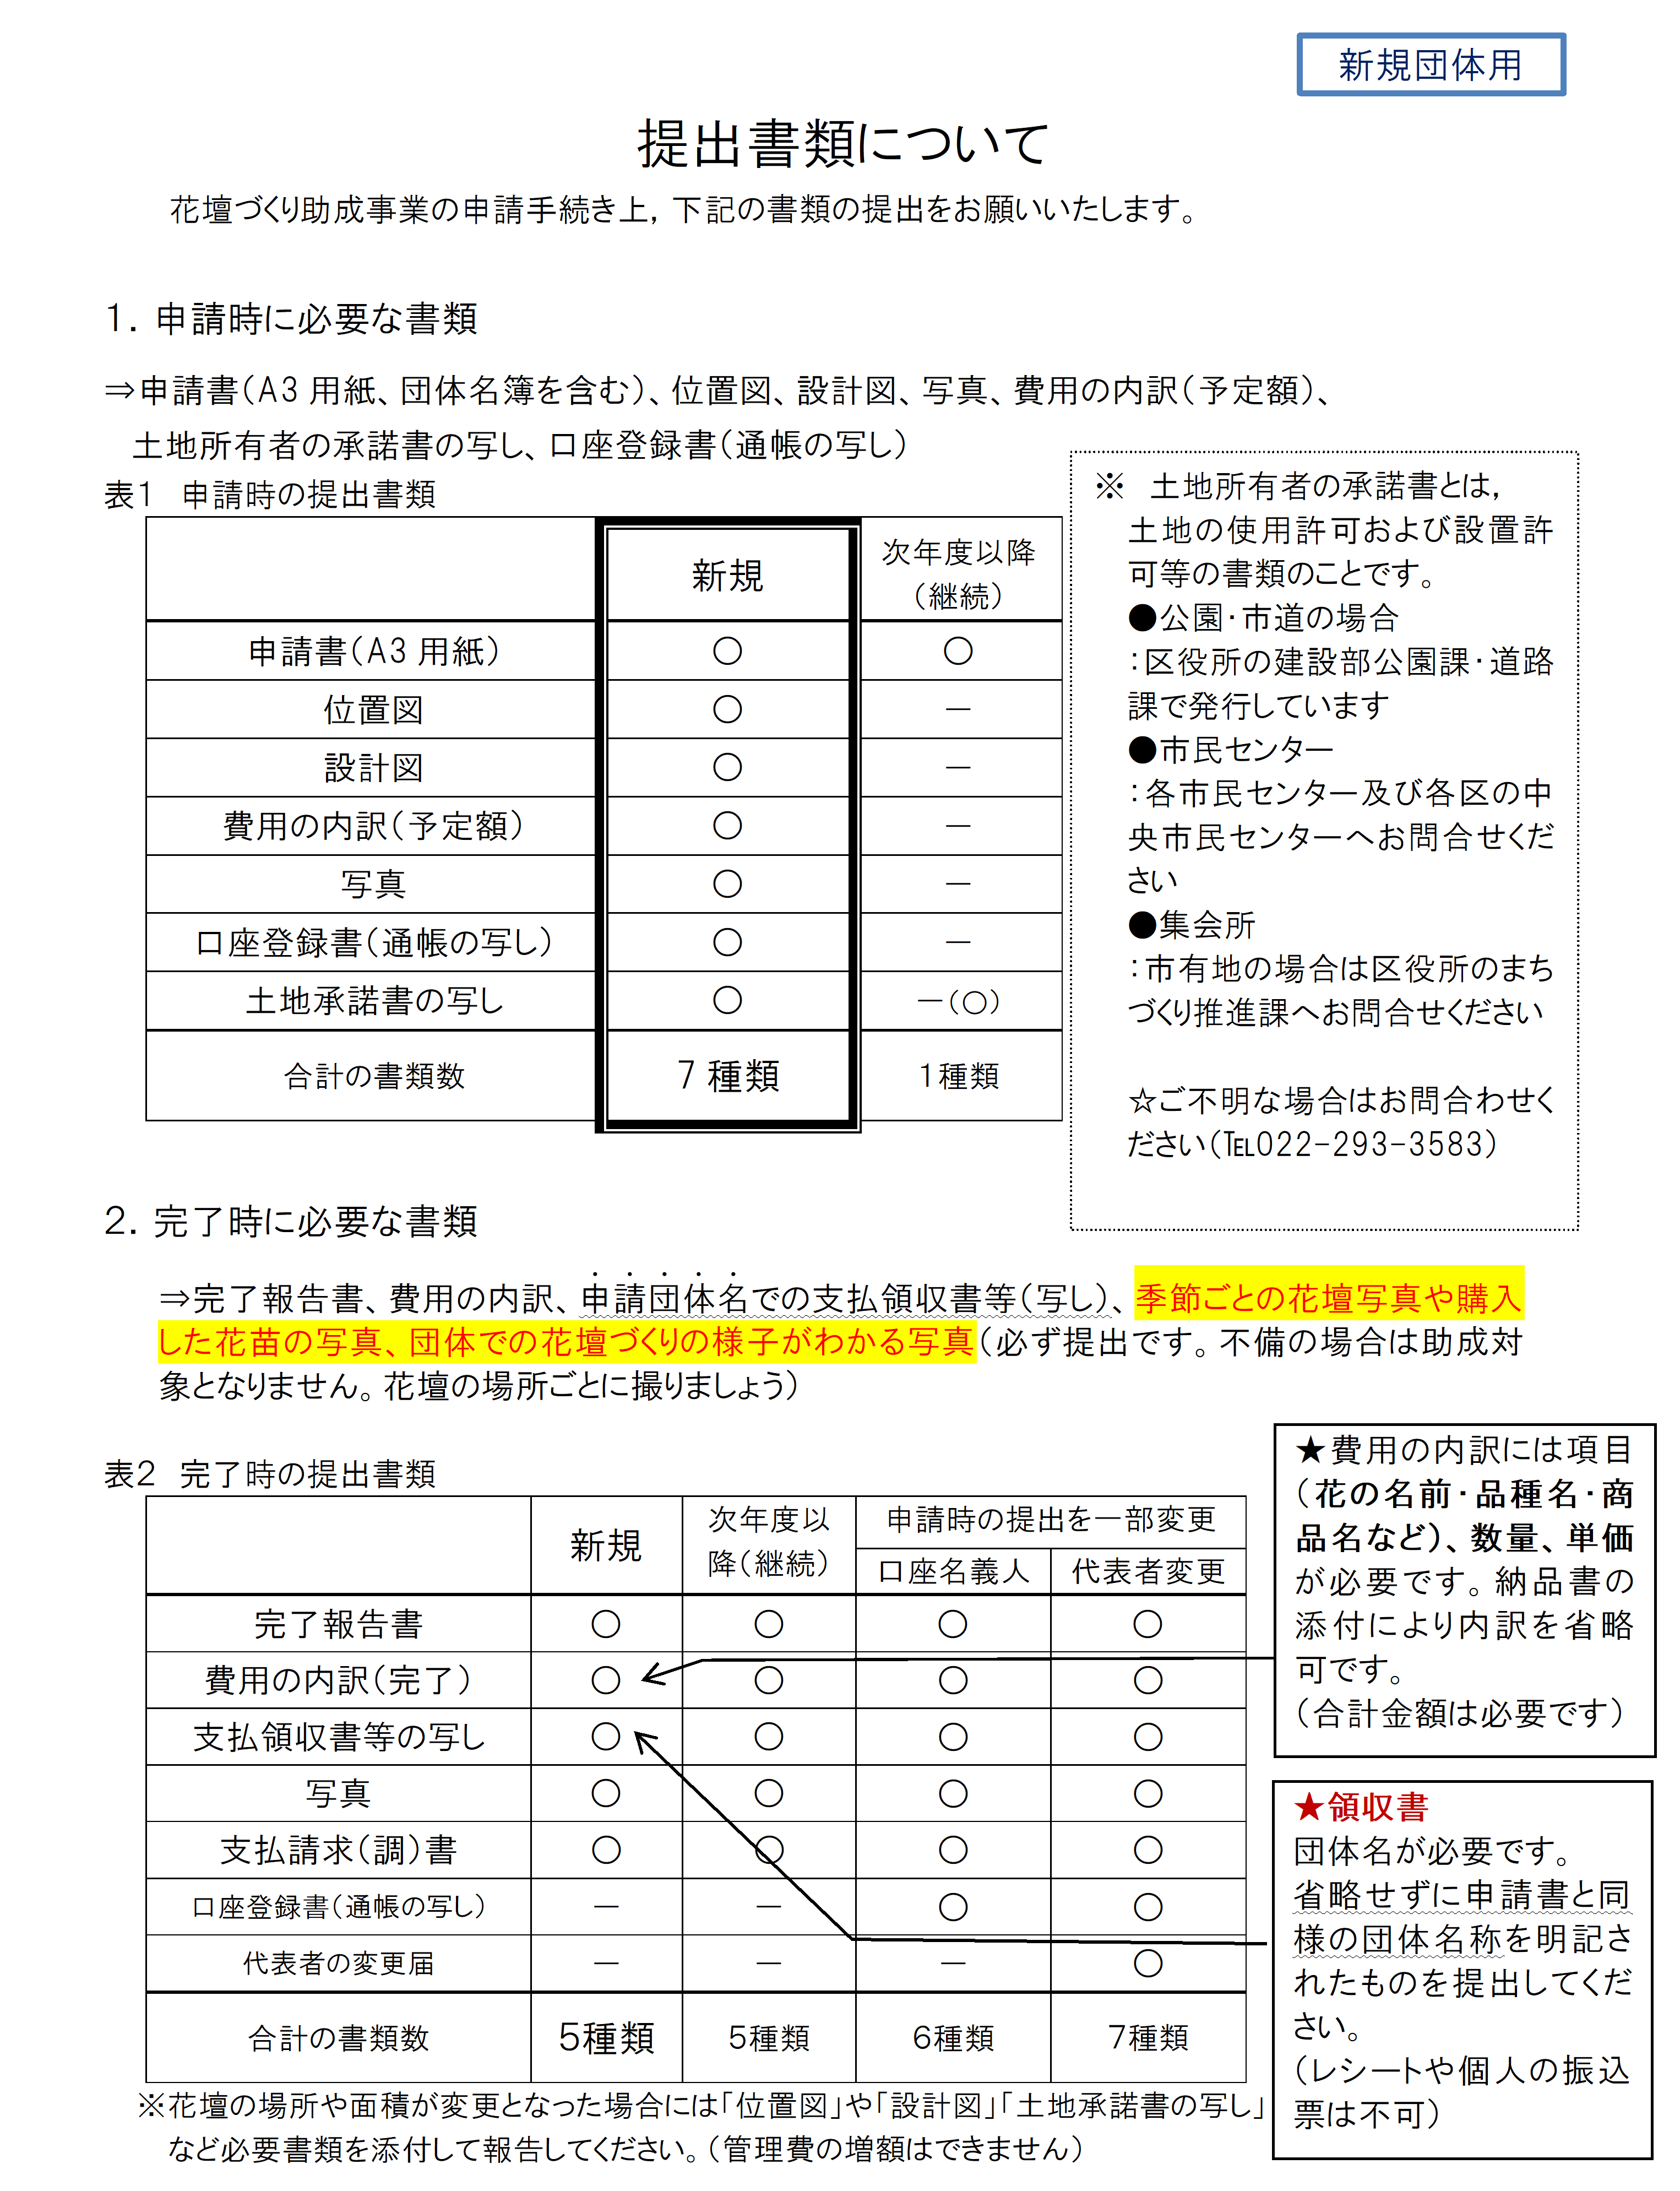 新規団体用
提出書類について
花壇づくり助成事業の申請手続き上，下記の書類の提出をお願いいたします。
１．申請時に必要な書類
⇒申請書（A3 用紙、団体名簿を含む）、位置図、設計図、写真、費用の内訳（予定額）、
土地所有者の承諾書の写し、口座登録書（通帳の写し）
表１　申請時の提出書類
新規　次年度以降
（継続）
申請書（A3 用紙）　○　○
位置図　○　－
設計図　○　－
費用の内訳（予定額）　○　－
写真　○　－
口座登録書（通帳の写し）　○　－
土地承諾書の写し　○　－（○）
合計の書類数　7 種類　1種類
※　土地所有者の承諾書とは，
土地の使用許可および設置許
可等の書類のことです。
●公園・市道の場合
：区役所の建設部公園課・道路
課で発行しています
●市民センター
：各市民センター及び各区の中
央市民センターへお問合せくだ
さい
●集会所
：市有地の場合は区役所のまち
づくり推進課へお問合せください
☆ご不明な場合はお問合わせく
ださい（℡022-293-3583）
２．完了時に必要な書類
⇒完了報告書、費用の内訳、申請団体名での支払領収書等（写し）、季節ごとの花壇写真や購入
した花苗の写真、団体での花壇づくりの様子がわかる写真（必ず提出です。不備の場合は助成対
象となりません。花壇の場所ごとに撮りましょう）
表２　完了時の提出書類
新規　次年度以
降（継続）　申請時の提出を一部変更
口座名義人　代表者変更
完了報告書　○　○　○　○
費用の内訳（完了）　○　○　○　○
支払領収書等の写し　○　○　○　○
写真　○　○　○　○
支払請求（調）書　○　○　○　○
口座登録書（通帳の写し）　－　－　○　○
代表者の変更届　－　－　－　○
合計の書類数　5種類　5種類　6種類　7種類
※花壇の場所や面積が変更となった場合には「位置図」や「設計図」「土地承諾書の写し」
など必要書類を添付して報告してください。（管理費の増額はできません）
★費用の内訳には項目
（花の名前・品種名・商
品名など）、数量、単価
が必要です。納品書の
添付により内訳を省略
可です。
（合計金額は必要です）
★領収書
団体名が必要です。
省略せずに申請書と同
様の団体名称を明記さ
れたものを提出してくだ
さい。
（レシートや個人の振込
票は不可）